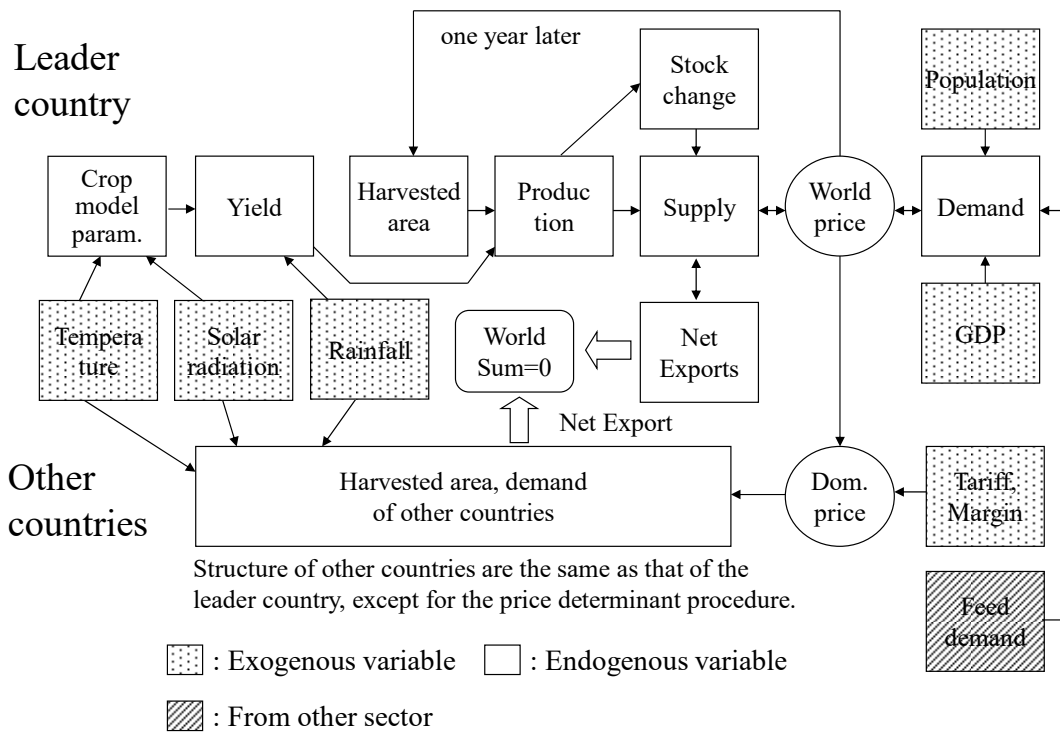 Leader
country
one year later
Stock
change
Population
Crop
model
param.
Yield
Harvested
area
Produc
tion
Supply
World
price
Demand
Tempera
ture
Solar
radiation
Rainfall
World
Sum=0
Net
Exports
GDP
Net Export
Other
countries
Harvested area, demand
of other countries
Dom.
price
Tariff,
Margin
Structure of other countries are the same as that of the
leader country, except for the price determinant procedure.
Feed
demand
: Exogenous variable
: Endogenous variable
: From other sector